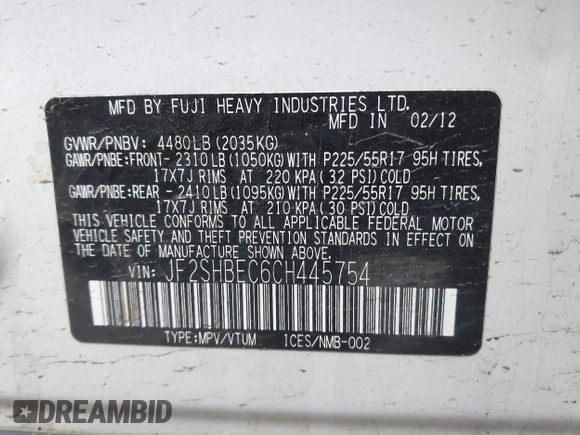 MFD BY FUJI HEAVY INDUSTRIES LTD.
MFD IN 02/12
GVWR/PNBV: 4480LB (2035KG)
GAWR/PNBE:FRONT- 2310LB (1050KG) WITH P225/55R17 95H TIRES,
17X7J RIMS AT 220 KPA ( 32 PSI) COLD
GAWR/PNBE:REAR - 2410LB (1095KG) WITH P225/55R17 95H TIRES,
17X7J RIMS AT 210 KPA ( 30 PSI) COLD
THIS VEHICLE CONFORMS TO ALL APPLICABLE FEDERAL MOTOR
VEHICLE SAFETY AND THEFT PREVENTION STANDARDS IN EFFECT ON
THE DATE OF MANUFACTURE SHOWN ABOVE.
VIN: JF2SHBEC6CH445754
TYPE:MPV/VTUM ICES/NMB-002
DREAMBID